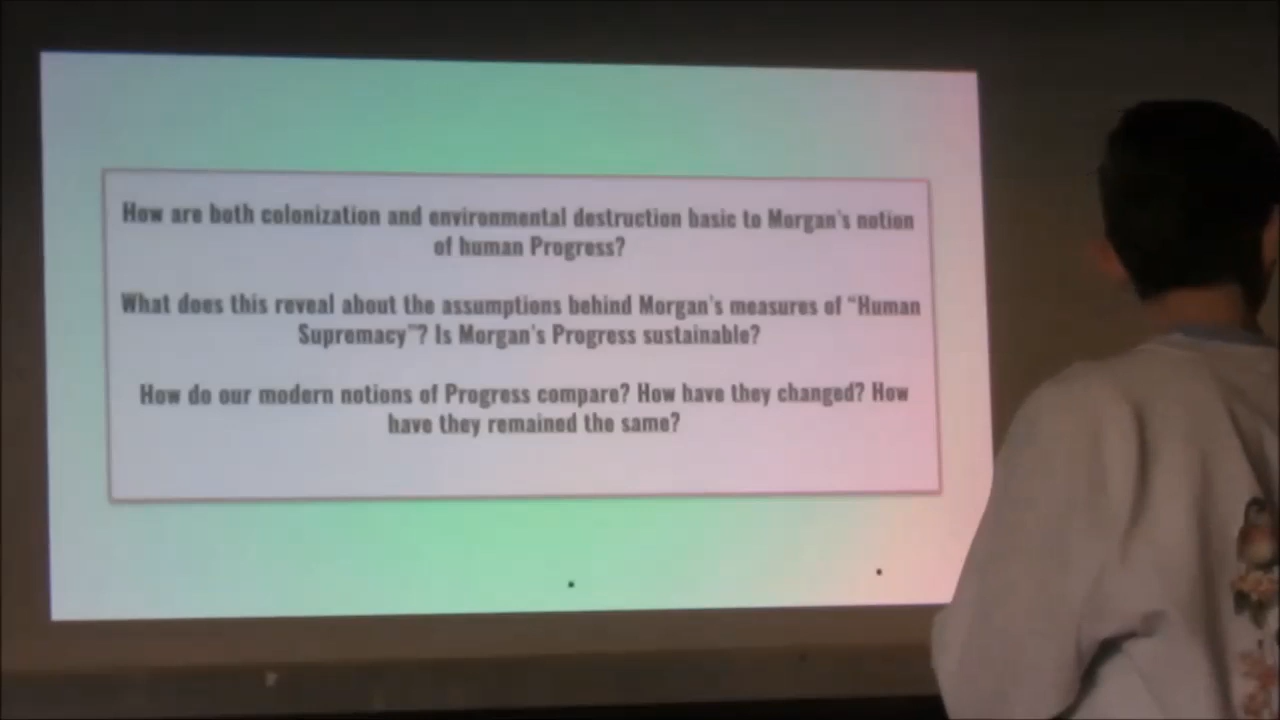 How are both colonization and environmental destruction basic to Morgan's notion
of human Progress?
What does this reveal about the assumptions behind Morgan's measures of "Human
Supremacy"? Is Morgan's Progress sustainable?
How do our modern notions of Progress compare? How have they changed? How
have they remained the same?